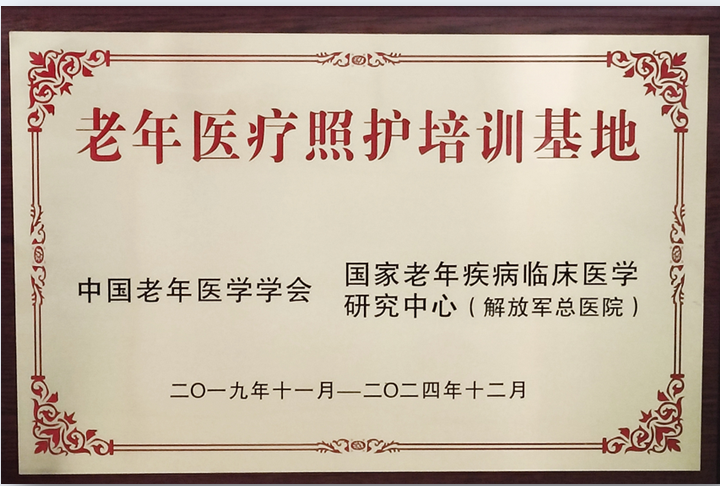 老年医疗照护培训基地
中国老年医学学会
国家老年疾病临床医学
研究中心（解放军总医院）
二〇一九年十一月—二〇二四年十二月